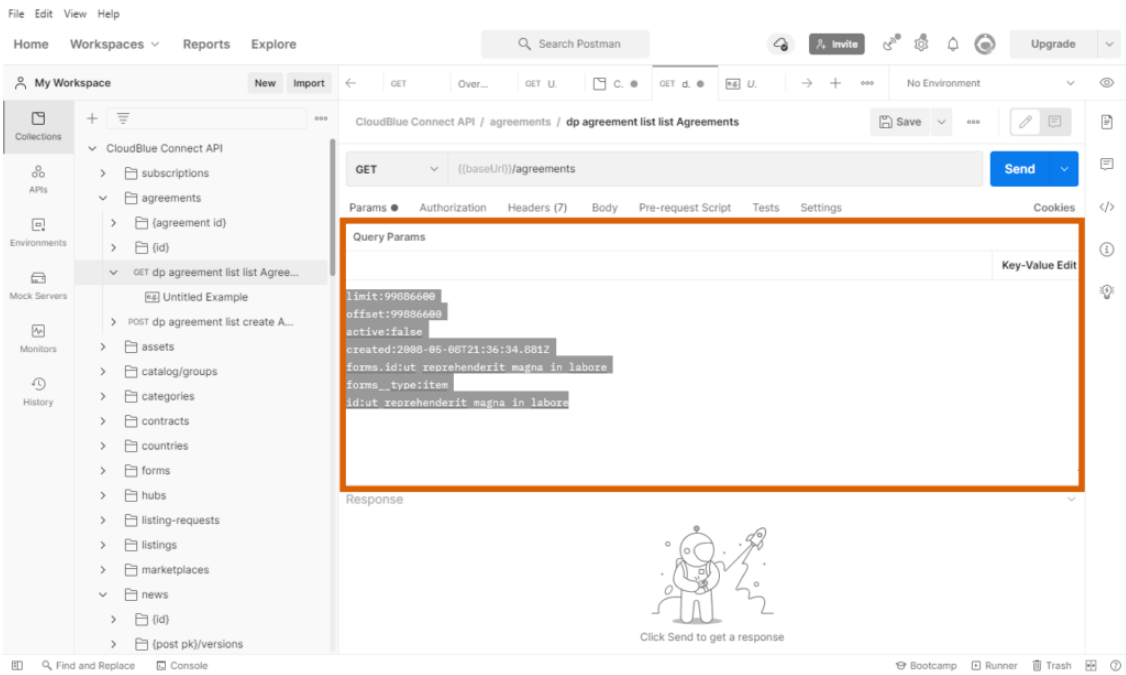 File Edit View Help
Home Workspaces Reports Explore Search Postman Invite Upgrade
My Workspace New Import GET Over... GET U. C. GET d. e.g. U. No Environment
Collections
APIs
Environments
Mock Servers
Monitors
History
CloudBlue Connect API
subscriptions
agreements
{agreement id}
{id}
GET dp agreement list list Agree...
e.g. Untitled Example
POST dp agreement list create A...
assets
catalog/groups
categories
contracts
countries
forms
hubs
listing-requests
listings
marketplaces
news
{id}
{post pk}/versions
CloudBlue Connect API / agreements / dp agreement list list Agreements Save
GET {{baseUrl}}/agreements Send
Params Authorization Headers (7) Body Pre-request Script Tests Settings Cookies
Query Params
Key-Value Edit
limit:99886600
offset:99886600
active:false
created:2008-05-08T21:36:34.881Z
forms.id:ut reprehenderit magna in labore
forms__type:item
id:ut reprehenderit magna in labore
Response
Click Send to get a response
Find and Replace Console Bootcamp Runner Trash